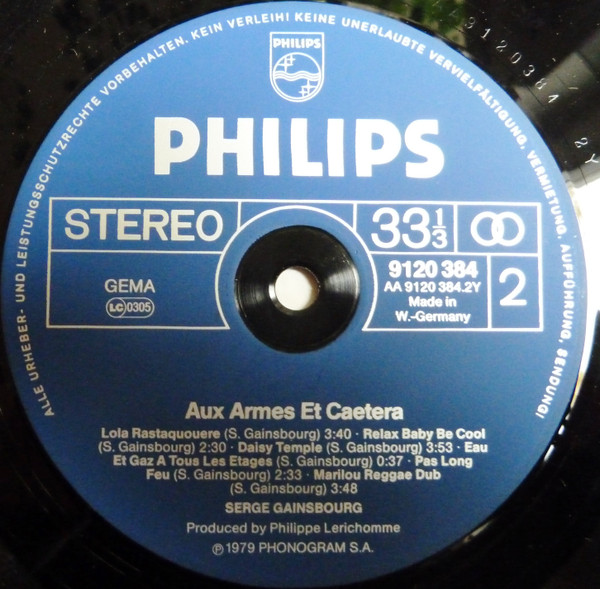 ALLE URHEBER- UND LEISTUNGSSCHUTZRECHTE VORBEHALTEN. KEIN VERLEIH! KEINE UNERLAUBTE VERVIELFÄLTIGUNG, VERMIETUNG, AUFFÜHRUNG, SENDUNG!
3120384 2Y
PHILIPS
PHILIPS
STEREO
33 1/3
GEMA
LC 0305
9120 384
AA 9120 384.2Y
Made in
W.-Germany
2
Aux Armes Et Caetera
Lola Rastaquouere (S. Gainsbourg) 3:40 · Relax Baby Be Cool
(S. Gainsbourg) 2:30 · Daisy Temple (S. Gainsbourg) 3:53 · Eau
Et Gaz A Tous Les Etages (S. Gainsbourg) 0:37 · Pas Long
Feu (S. Gainsbourg) 2:33 · Marilou Reggae Dub
(S. Gainsbourg) 3:48
SERGE GAINSBOURG
Produced by Philippe Lerichomme
℗ 1979 PHONOGRAM S.A.